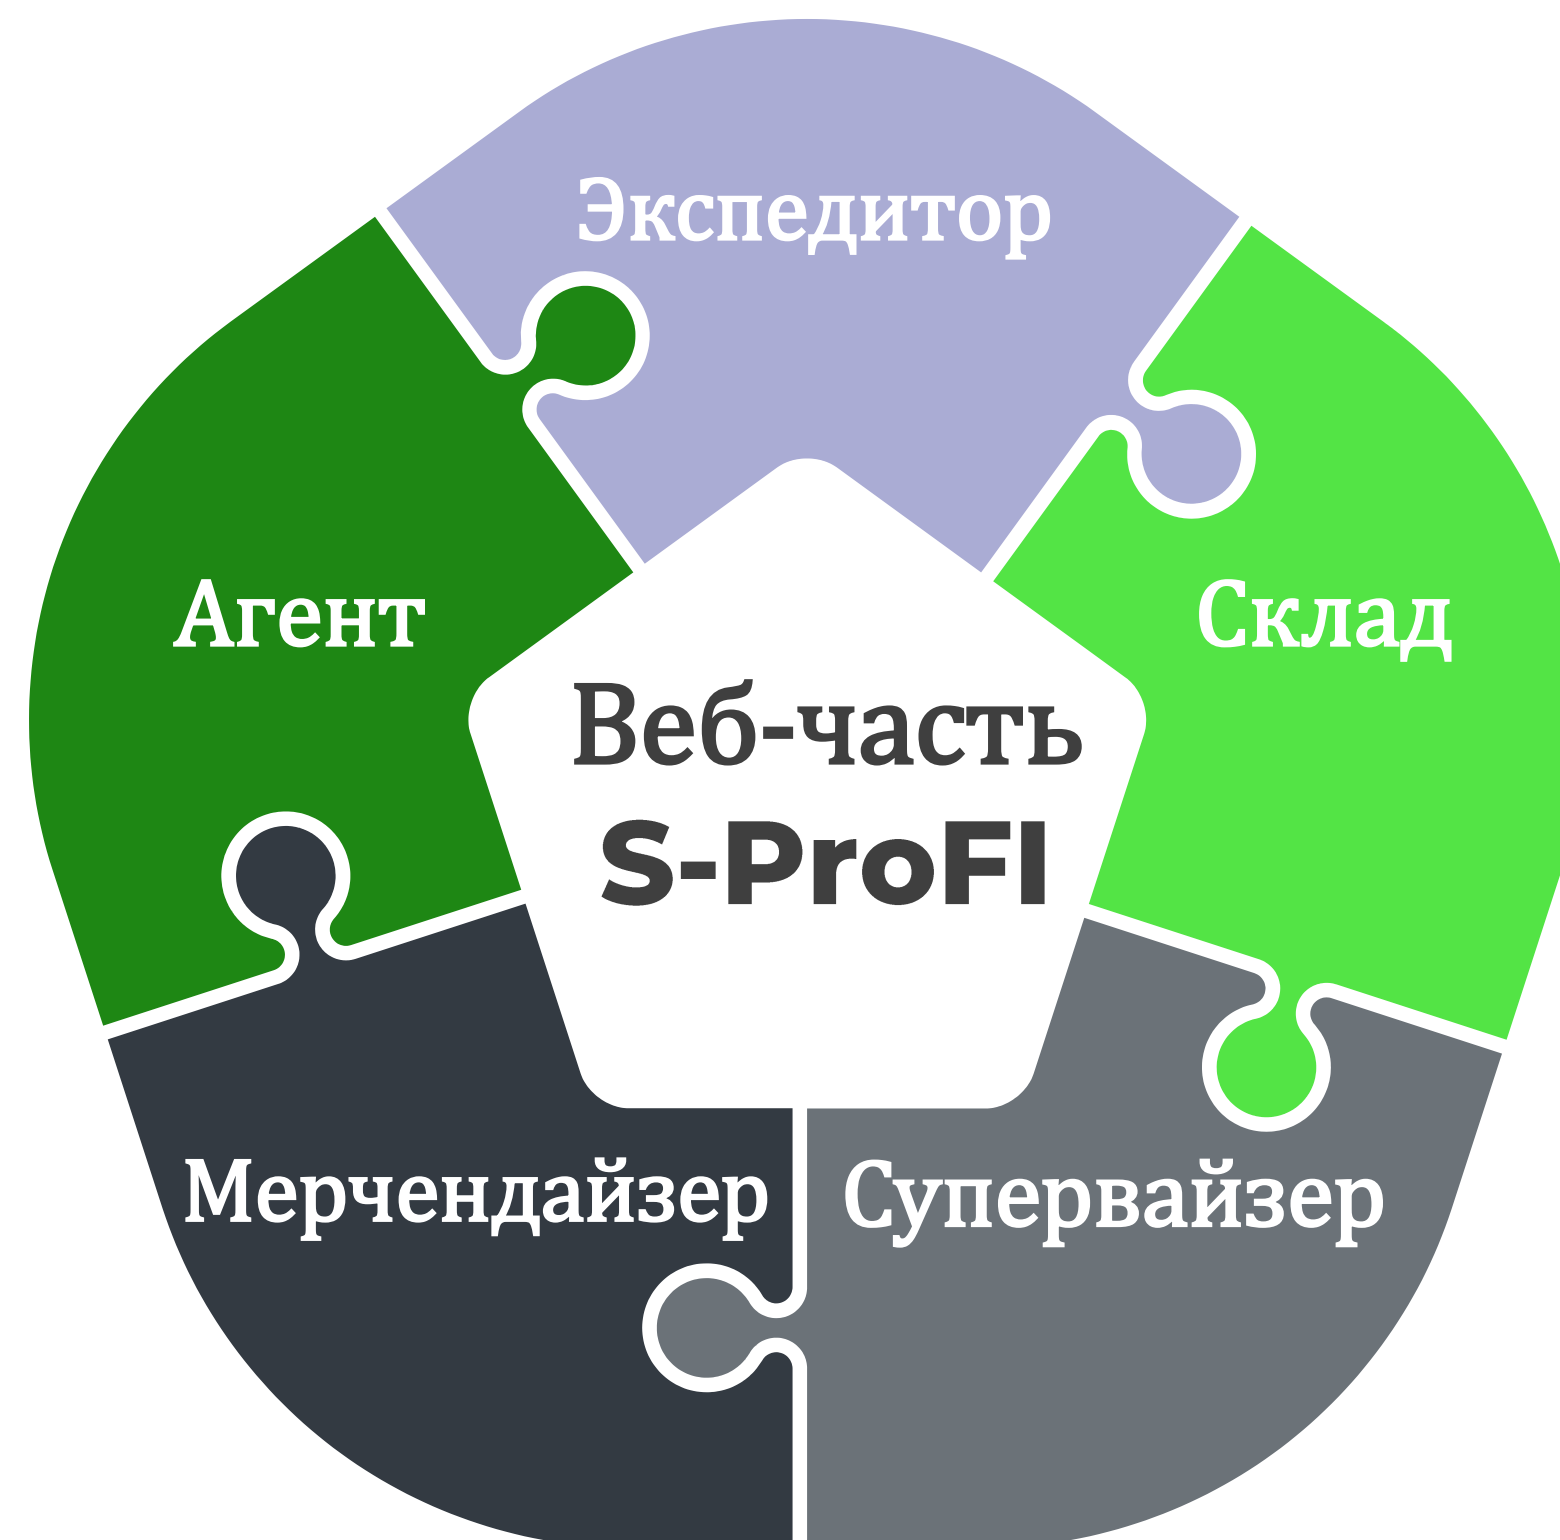 Экспедитор
Агент
Склад
Веб-часть
S-ProFI
Мерчендайзер
Супервайзер